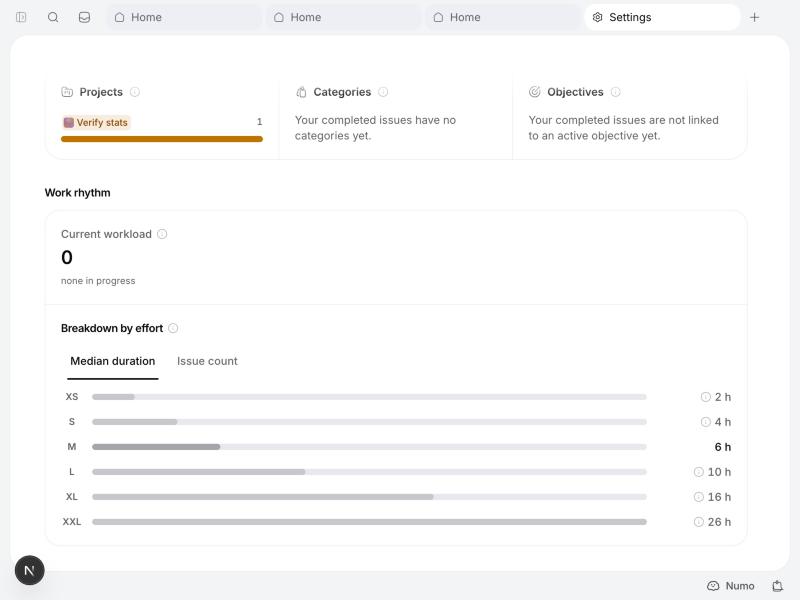 Home
Home
Home
Settings
Projects
Categories
Objectives
Verify stats
1
Your completed issues have no
categories yet.
Your completed issues are not linked
to an active objective yet.
Work rhythm
Current workload
0
none in progress
Breakdown by effort
Median duration
Issue count
XS
2 h
S
4 h
M
6 h
L
10 h
XL
16 h
XXL
26 h
N
Numo